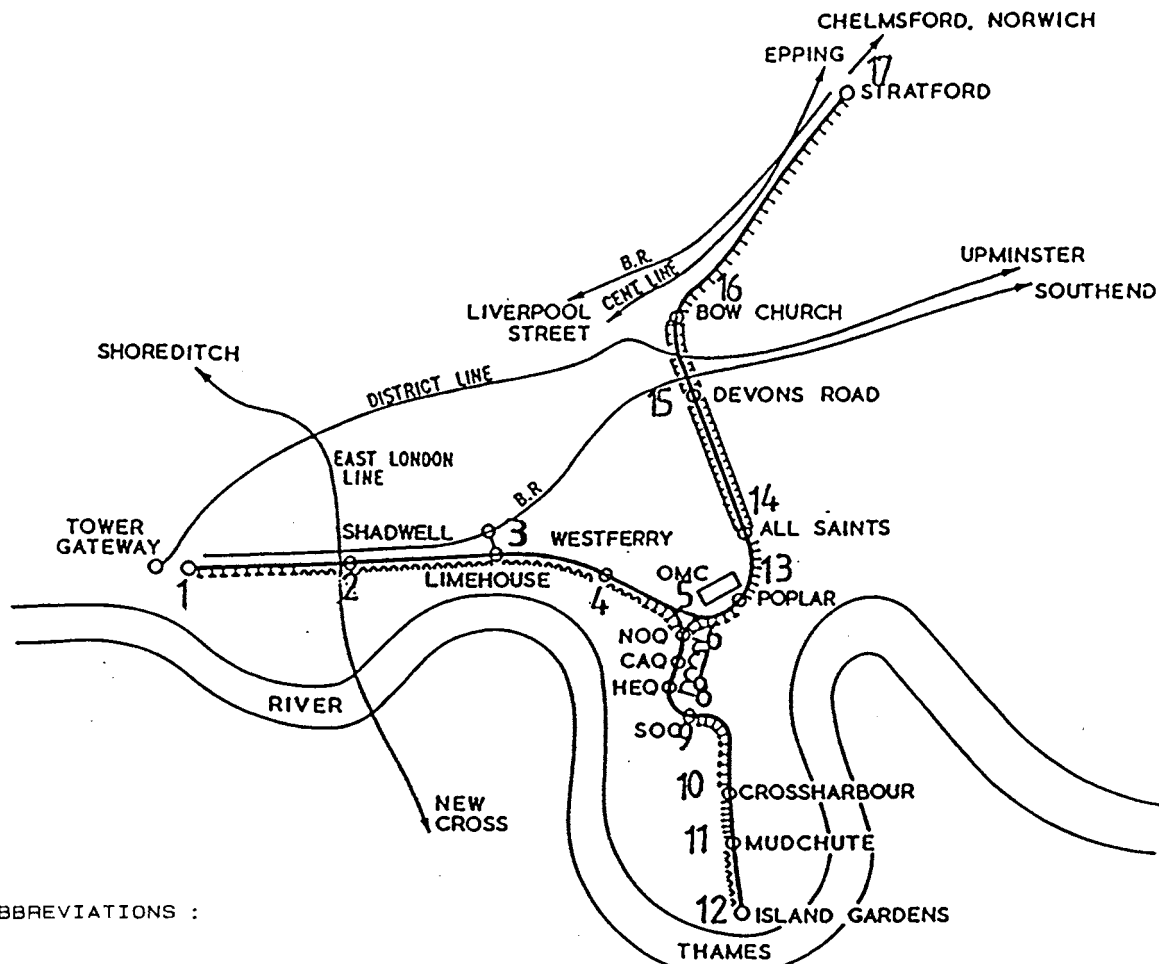 CHELMSFORD, NORWICH
EPPING
17
STRATFORD
B.R.
CENT. LINE
UPMINSTER
SOUTHEND
16
LIVERPOOL
STREET
BOW CHURCH
SHOREDITCH
DISTRICT LINE
15
DEVONS ROAD
EAST LONDON
LINE
B.R
14
ALL SAINTS
TOWER
GATEWAY
SHADWELL
3
WESTFERRY
13
OMC
1
2
LIMEHOUSE
4
5
POPLAR
NOQ
6
CAQ
7
HEQ
8
RIVER
SOQ
9
10
CROSSHARBOUR
NEW
CROSS
11
MUDCHUTE
12
ISLAND GARDENS
BBREVIATIONS :
THAMES